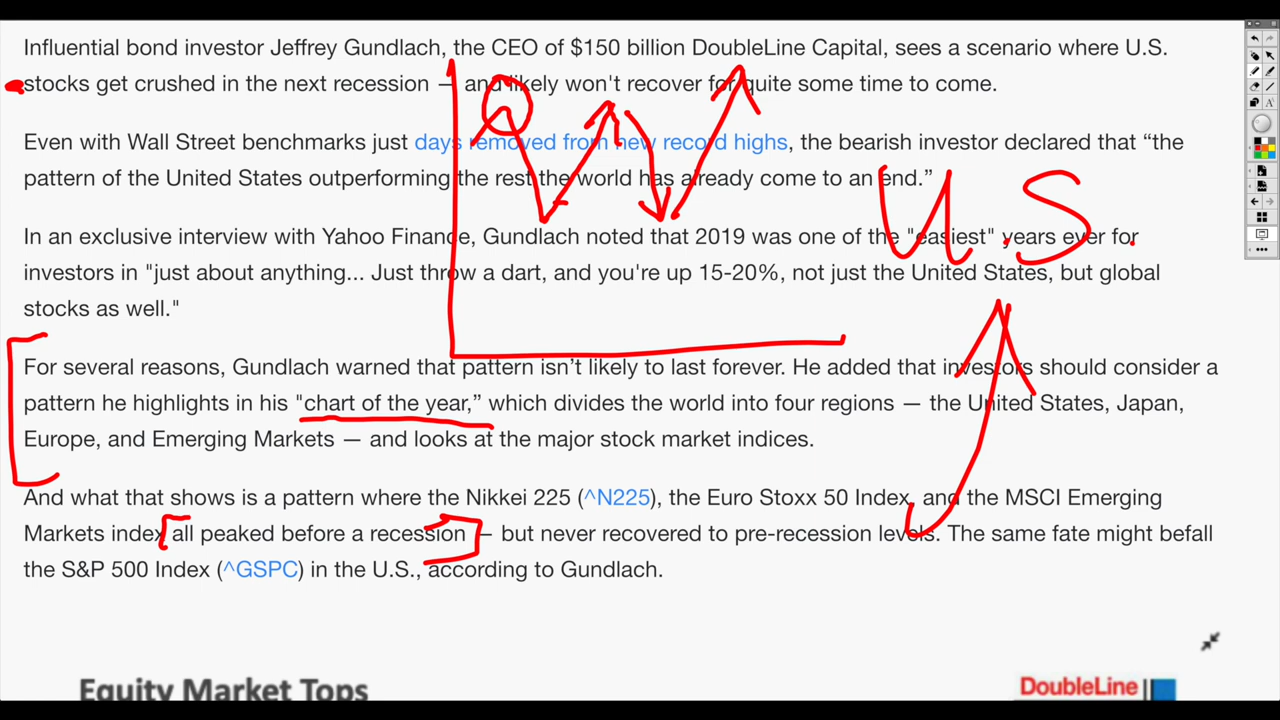 Influential bond investor Jeffrey Gundlach, the CEO of $150 billion DoubleLine Capital, sees a scenario where U.S.
stocks get crushed in the next recession — and likely won't recover for quite some time to come.
Even with Wall Street benchmarks just days removed from new record highs, the bearish investor declared that “the
pattern of the United States outperforming the rest the world has already come to an end.”
U.S
In an exclusive interview with Yahoo Finance, Gundlach noted that 2019 was one of the "easiest" years ever for
investors in "just about anything... Just throw a dart, and you're up 15-20%, not just the United States, but global
stocks as well."
For several reasons, Gundlach warned that pattern isn’t likely to last forever. He added that investors should consider a
pattern he highlights in his "chart of the year,” which divides the world into four regions — the United States, Japan,
Europe, and Emerging Markets — and looks at the major stock market indices.
And what that shows is a pattern where the Nikkei 225 (^N225), the Euro Stoxx 50 Index, and the MSCI Emerging
Markets index all peaked before a recession — but never recovered to pre-recession levels. The same fate might befall
the S&P 500 Index (^GSPC) in the U.S., according to Gundlach.
Equity Market Tops
DoubleLine